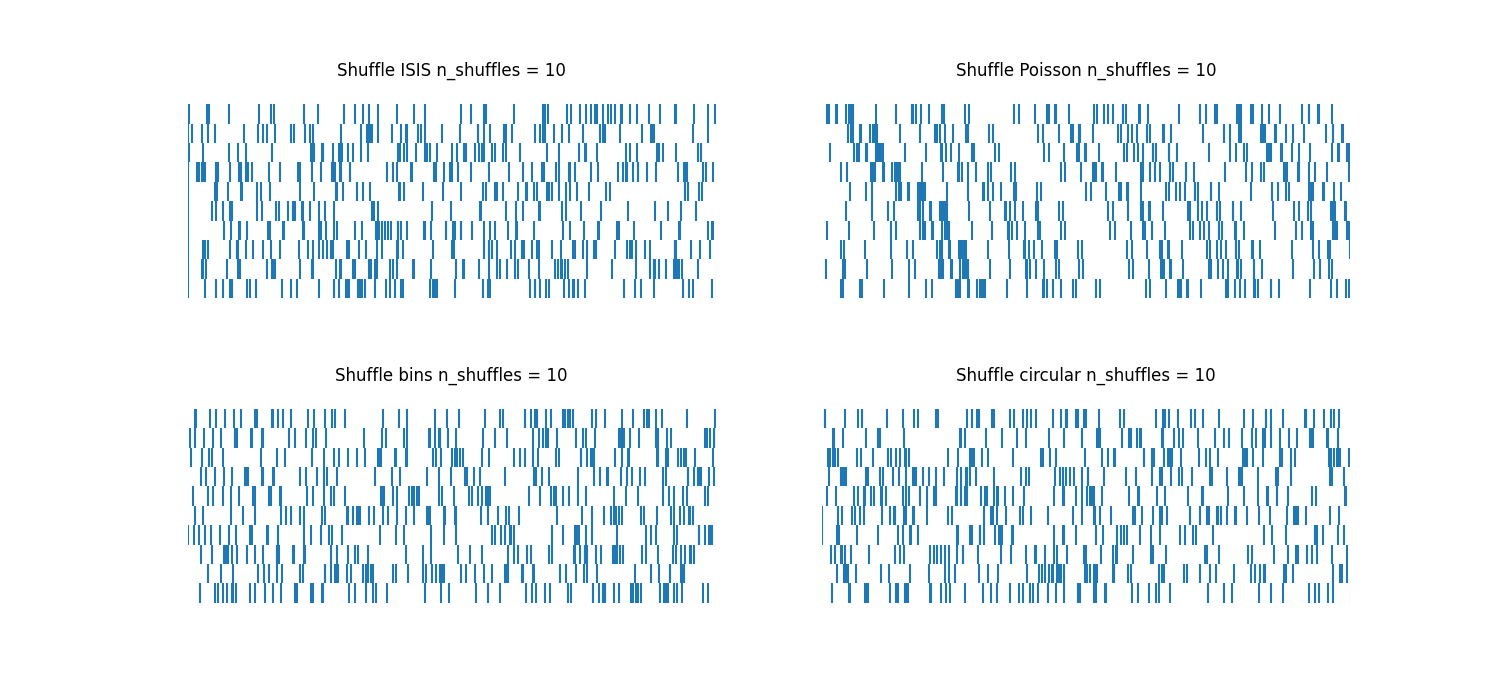 Shuffle ISIS n_shuffles = 10
Shuffle Poisson n_shuffles = 10
Shuffle bins n_shuffles = 10
Shuffle circular n_shuffles = 10